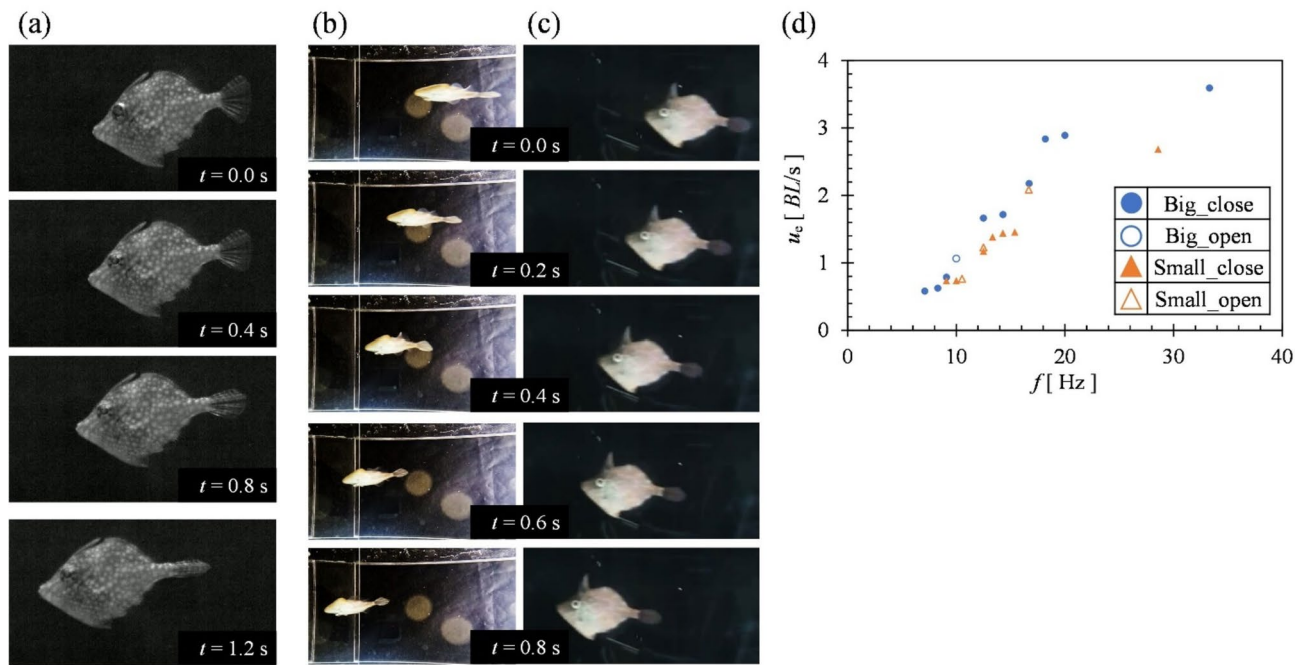 (a)
t = 0.0 s
t = 0.4 s
t = 0.8 s
t = 1.2 s
(b)
(c)
t = 0.0 s
t = 0.2 s
t = 0.4 s
t = 0.6 s
t = 0.8 s
(d)
4
3
2
1
0
u_c [ BL/s ]
0
10
20
30
40
f [ Hz ]
Big_close
Big_open
Small_close
Small_open